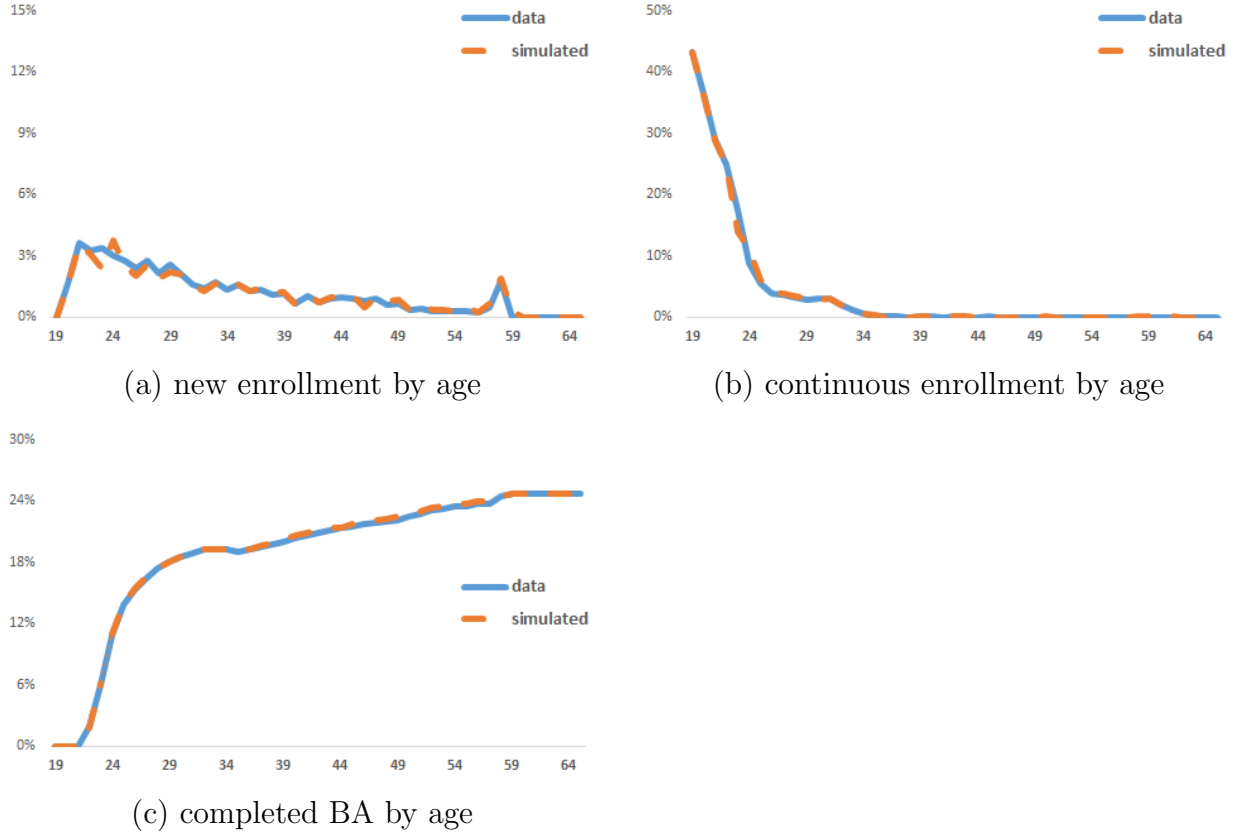 15%
data
simulated
12%
9%
6%
3%
0%
19 24 29 34 39 44 49 54 59 64
(a) new enrollment by age
50%
data
simulated
40%
30%
20%
10%
0%
19 24 29 34 39 44 49 54 59 64
(b) continuous enrollment by age
30%
24%
18%
data
simulated
12%
6%
0%
19 24 29 34 39 44 49 54 59 64
(c) completed BA by age